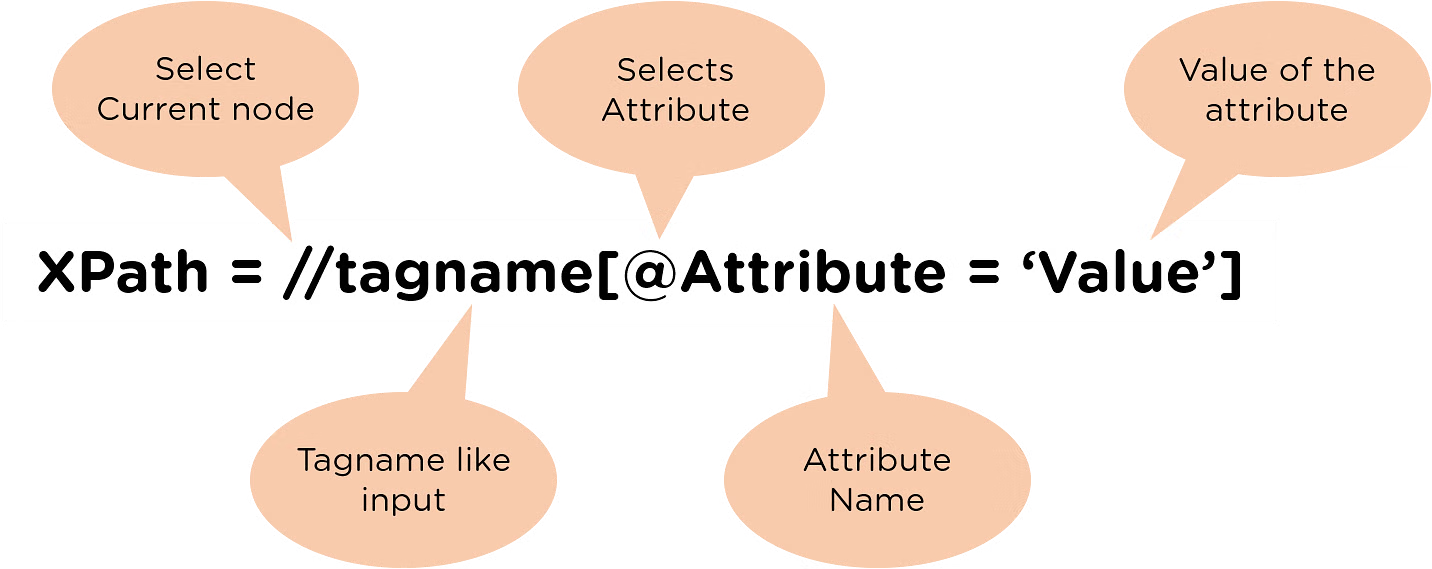 Select
Current node
Selects
Attribute
Value of the
attribute
XPath = //tagname[@Attribute = ‘Value’]
Tagname like
input
Attribute
Name